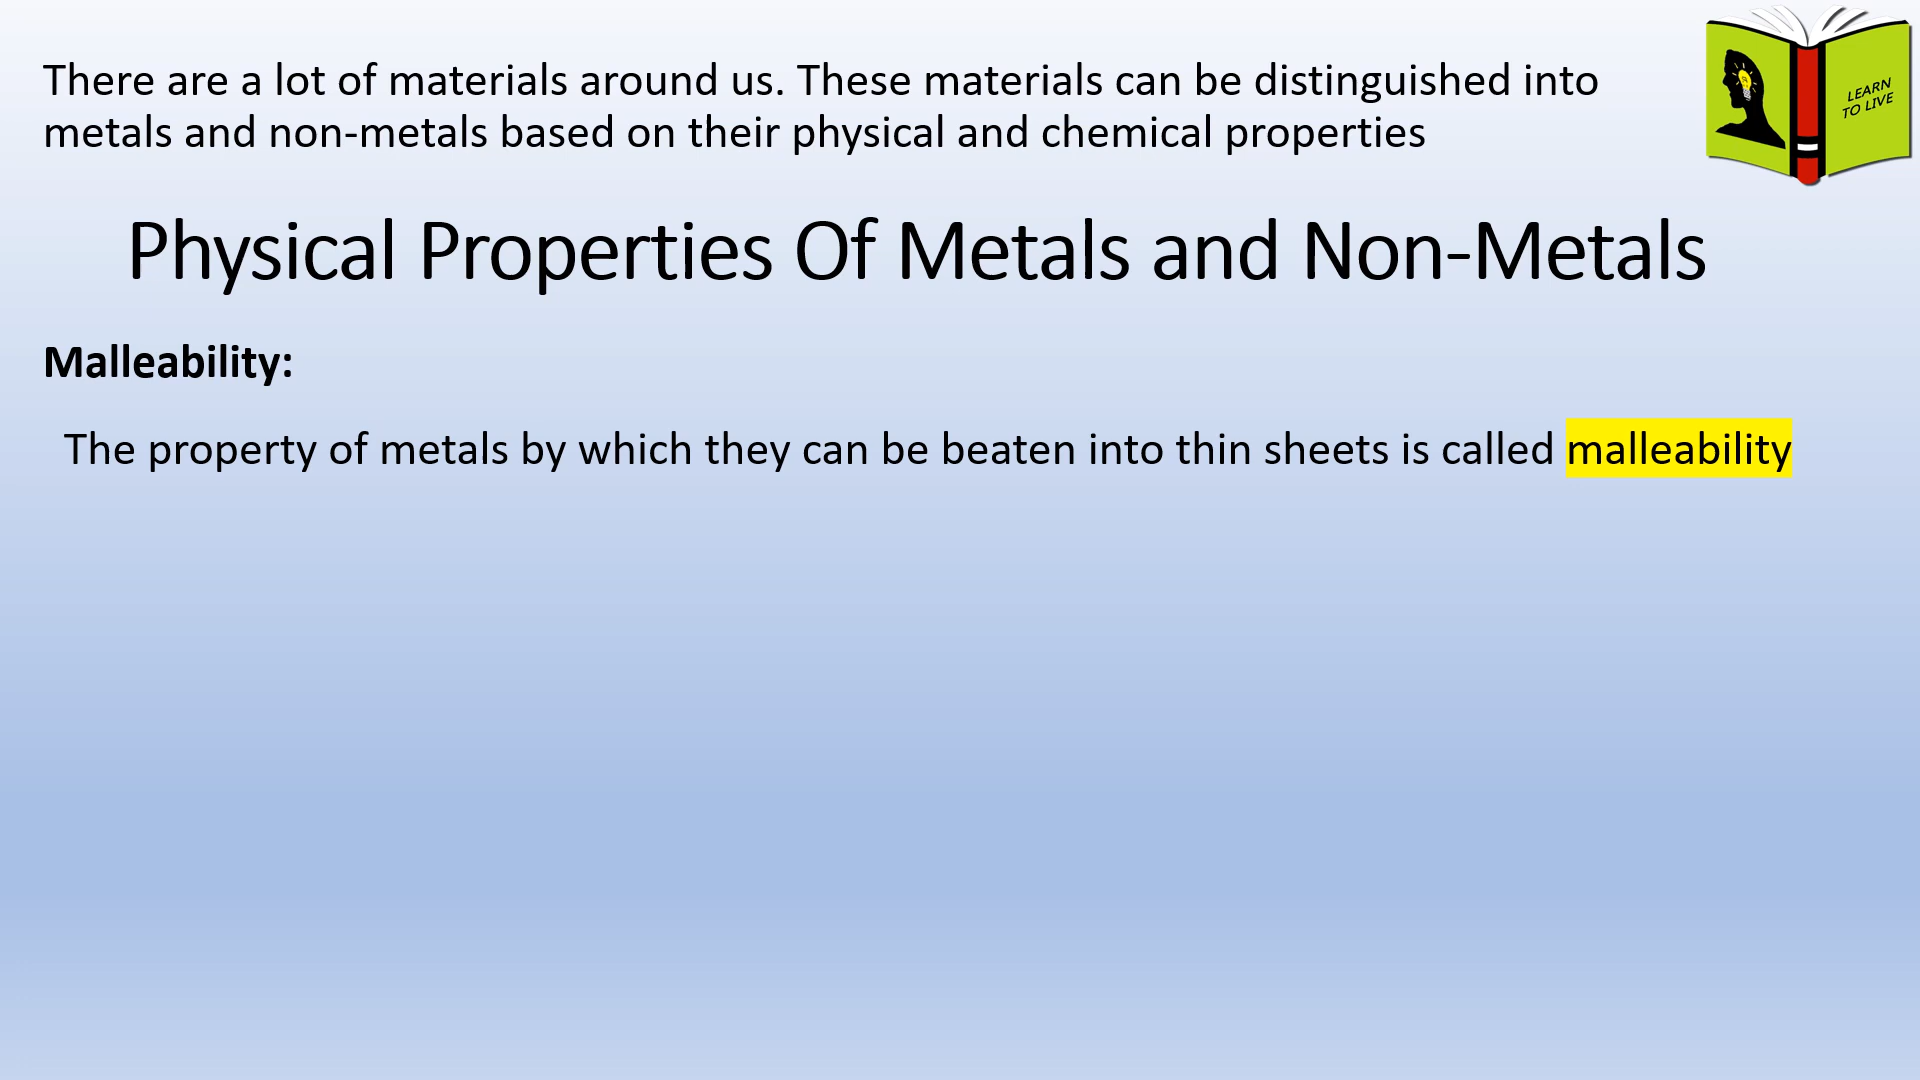 There are a lot of materials around us. These materials can be distinguished into
metals and non-metals based on their physical and chemical properties
LEARN
TO LIVE
Physical Properties Of Metals and Non-Metals
Malleability:
The property of metals by which they can be beaten into thin sheets is called malleability